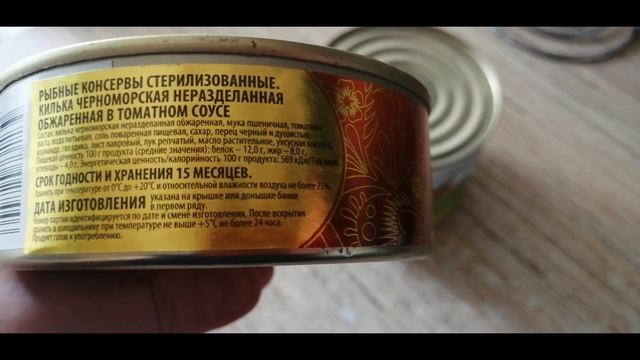 РЫБНЫЕ КОНСЕРВЫ СТЕРИЛИЗОВАННЫЕ.
КИЛЬКА ЧЕРНОМОРСКАЯ НЕРАЗДЕЛАННАЯ
ОБЖАРЕННАЯ В ТОМАТНОМ СОУСЕ
Состав: килька черноморская неразделанная обжаренная, мука пшеничная, томатная
паста, вода питьевая, соль поваренная пищевая, сахар, перец черный и душистый,
гвоздика, лист лавровый, лук репчатый, масло растительное, уксусная кислота.
Пищевая ценность 100 г продукта (средние значения): белок – 12,0 г, жир – 8,0 г,
углеводы – 4,0 г. Энергетическая ценность/калорийность 100 г продукта: 569 кДж/136 ккал.
СРОК ГОДНОСТИ И ХРАНЕНИЯ 15 МЕСЯЦЕВ.
Хранить при температуре от 0°С до +20°С и относительной влажности воздуха не более 75%.
ДАТА ИЗГОТОВЛЕНИЯ указана на крышке или донышке банки
в первом ряду.
Номер партии идентифицируется по дате и смене изготовления. После вскрытия
хранить в холодильнике при температуре не выше +5°С не более 24 часа.
Продукт готов к употреблению.